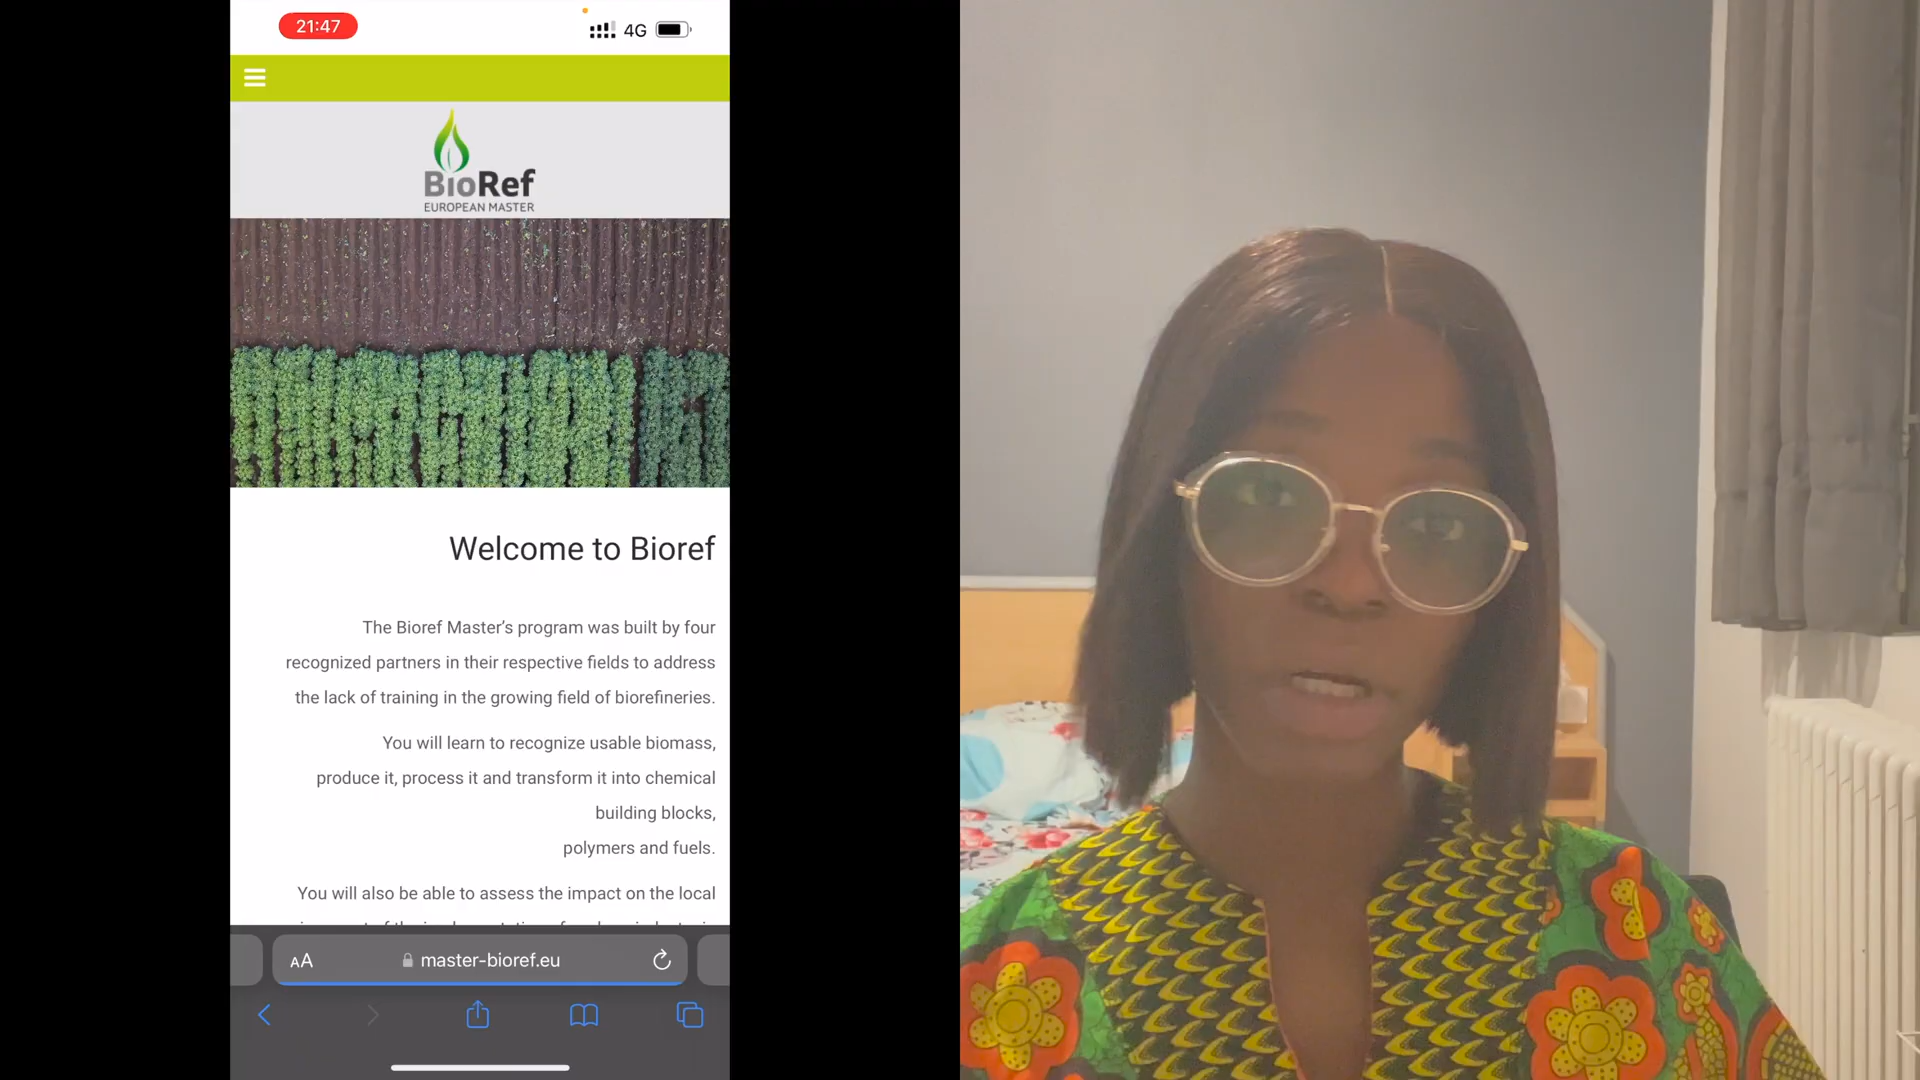 21:47
4G
BioRef
EUROPEAN MASTER
Welcome to Bioref
The Bioref Master's program was built by four
recognized partners in their respective fields to address
the lack of training in the growing field of biorefineries.
You will learn to recognize usable biomass,
produce it, process it and transform it into chemical
building blocks,
polymers and fuels.
You will also be able to assess the impact on the local
AA
master-bioref.eu